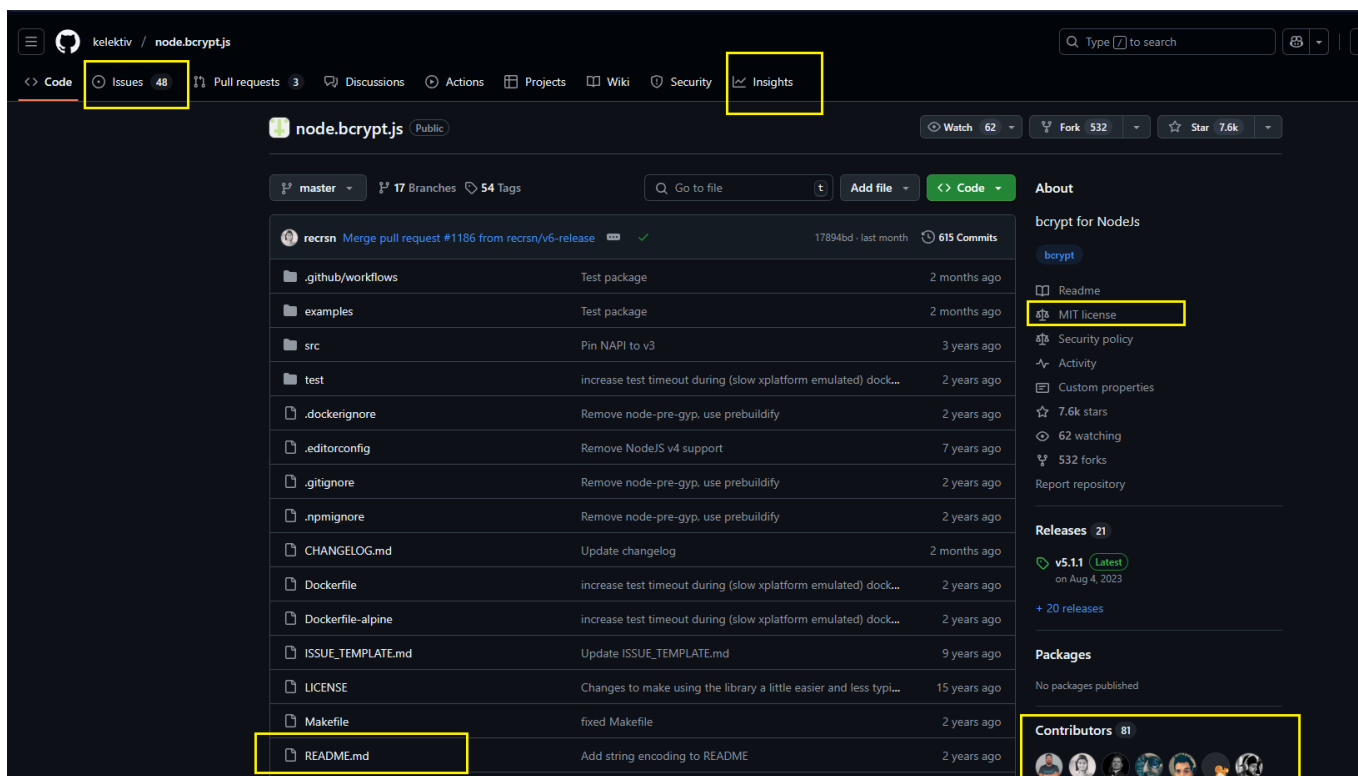 kelektiv / node.bcrypt.js
Type / to search
Code
Issues 48
Pull requests 3
Discussions
Actions
Projects
Wiki
Security
Insights
node.bcrypt.js Public
Watch 62
Fork 532
Star 7.6k
master
17 Branches
54 Tags
Go to file t
Add file
Code
recrsn Merge pull request #1186 from recrsn/v6-release
17894bd · last month
615 Commits
.github/workflows Test package 2 months ago
examples Test package 2 months ago
src Pin NAPI to v3 3 years ago
test increase test timeout during (slow xplatform emulated) dock... 2 years ago
.dockerignore Remove node-pre-gyp, use prebuildify 2 years ago
.editorconfig Remove NodeJS v4 support 7 years ago
.gitignore Remove node-pre-gyp, use prebuildify 2 years ago
.npmignore Remove node-pre-gyp, use prebuildify 2 years ago
CHANGELOG.md Update changelog 2 months ago
Dockerfile increase test timeout during (slow xplatform emulated) dock... 2 years ago
Dockerfile-alpine increase test timeout during (slow xplatform emulated) dock... 2 years ago
ISSUE_TEMPLATE.md Update ISSUE_TEMPLATE.md 9 years ago
LICENSE Changes to make using the library a little easier and less typi... 15 years ago
Makefile fixed Makefile 2 years ago
README.md Add string encoding to README 2 years ago
About
bcrypt for NodeJs
bcrypt
Readme
MIT license
Security policy
Activity
Custom properties
7.6k stars
62 watching
532 forks
Report repository
Releases 21
v5.1.1 Latest
on Aug 4, 2023
+ 20 releases
Packages
No packages published
Contributors 81